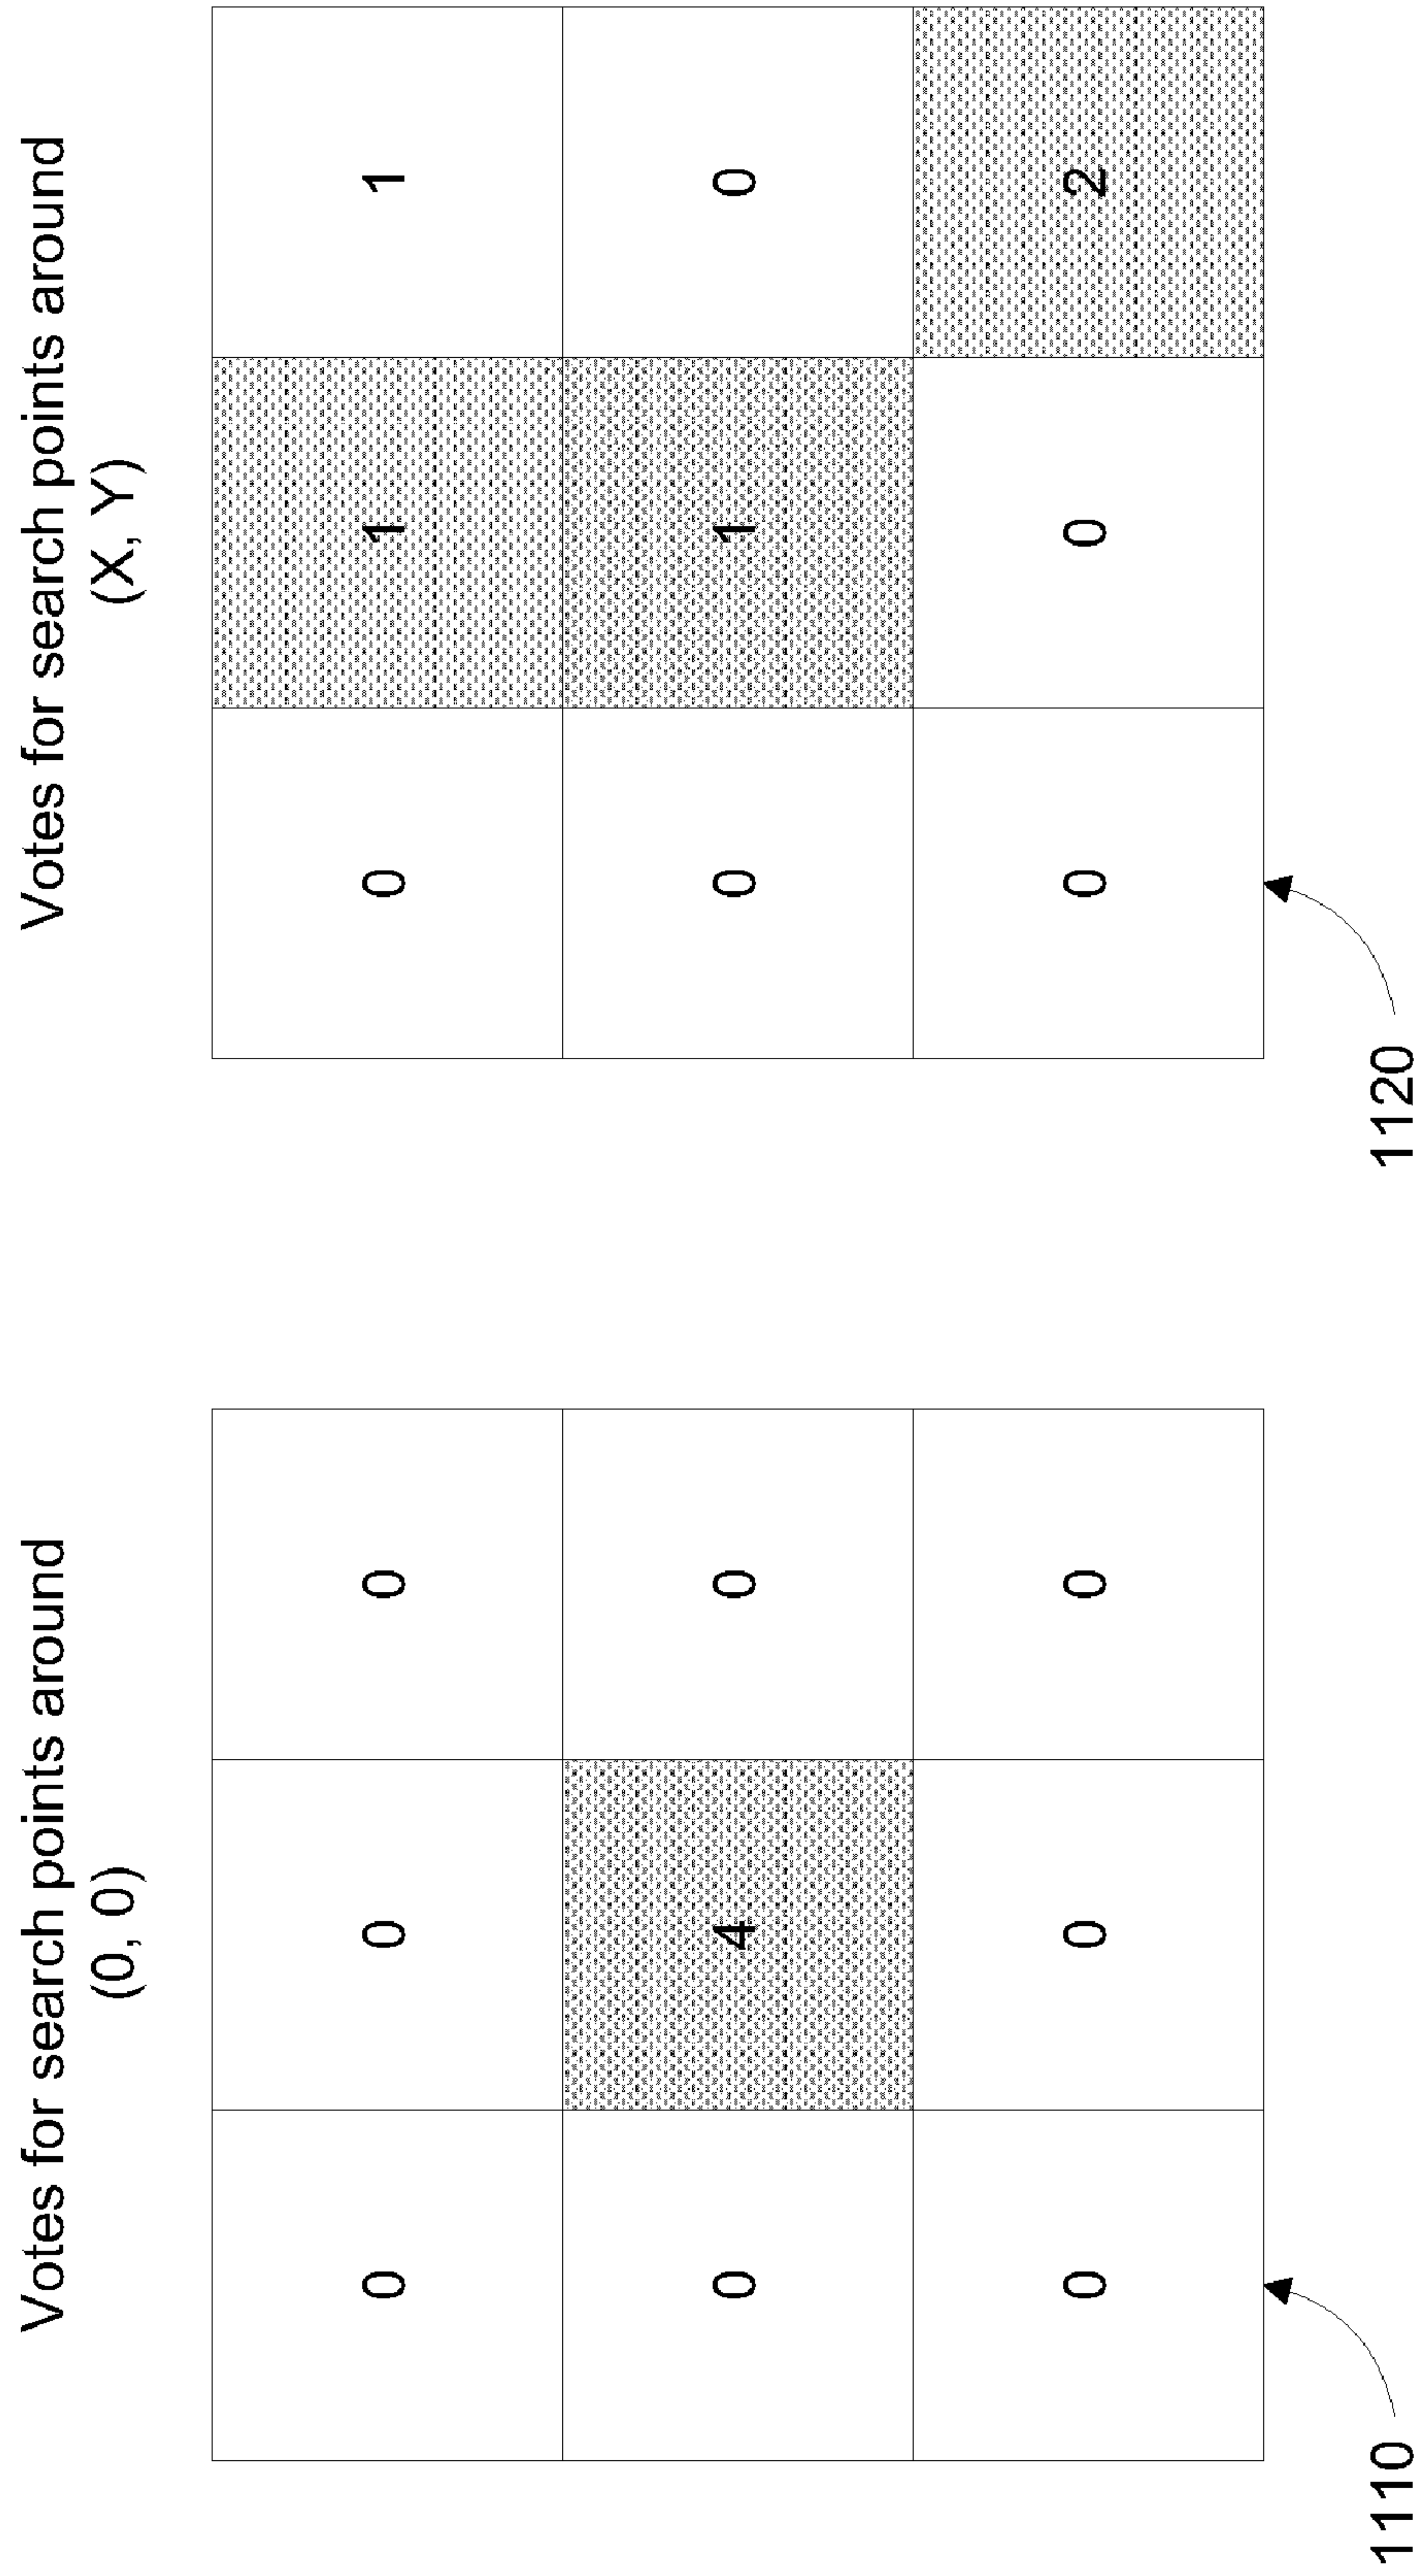 Votes for search points around
(0, 0)
0 0 0
0 4 0
0 0 0
1110
Votes for search points around
(X, Y)
0 1 1
0 1 0
0 0 2
1120